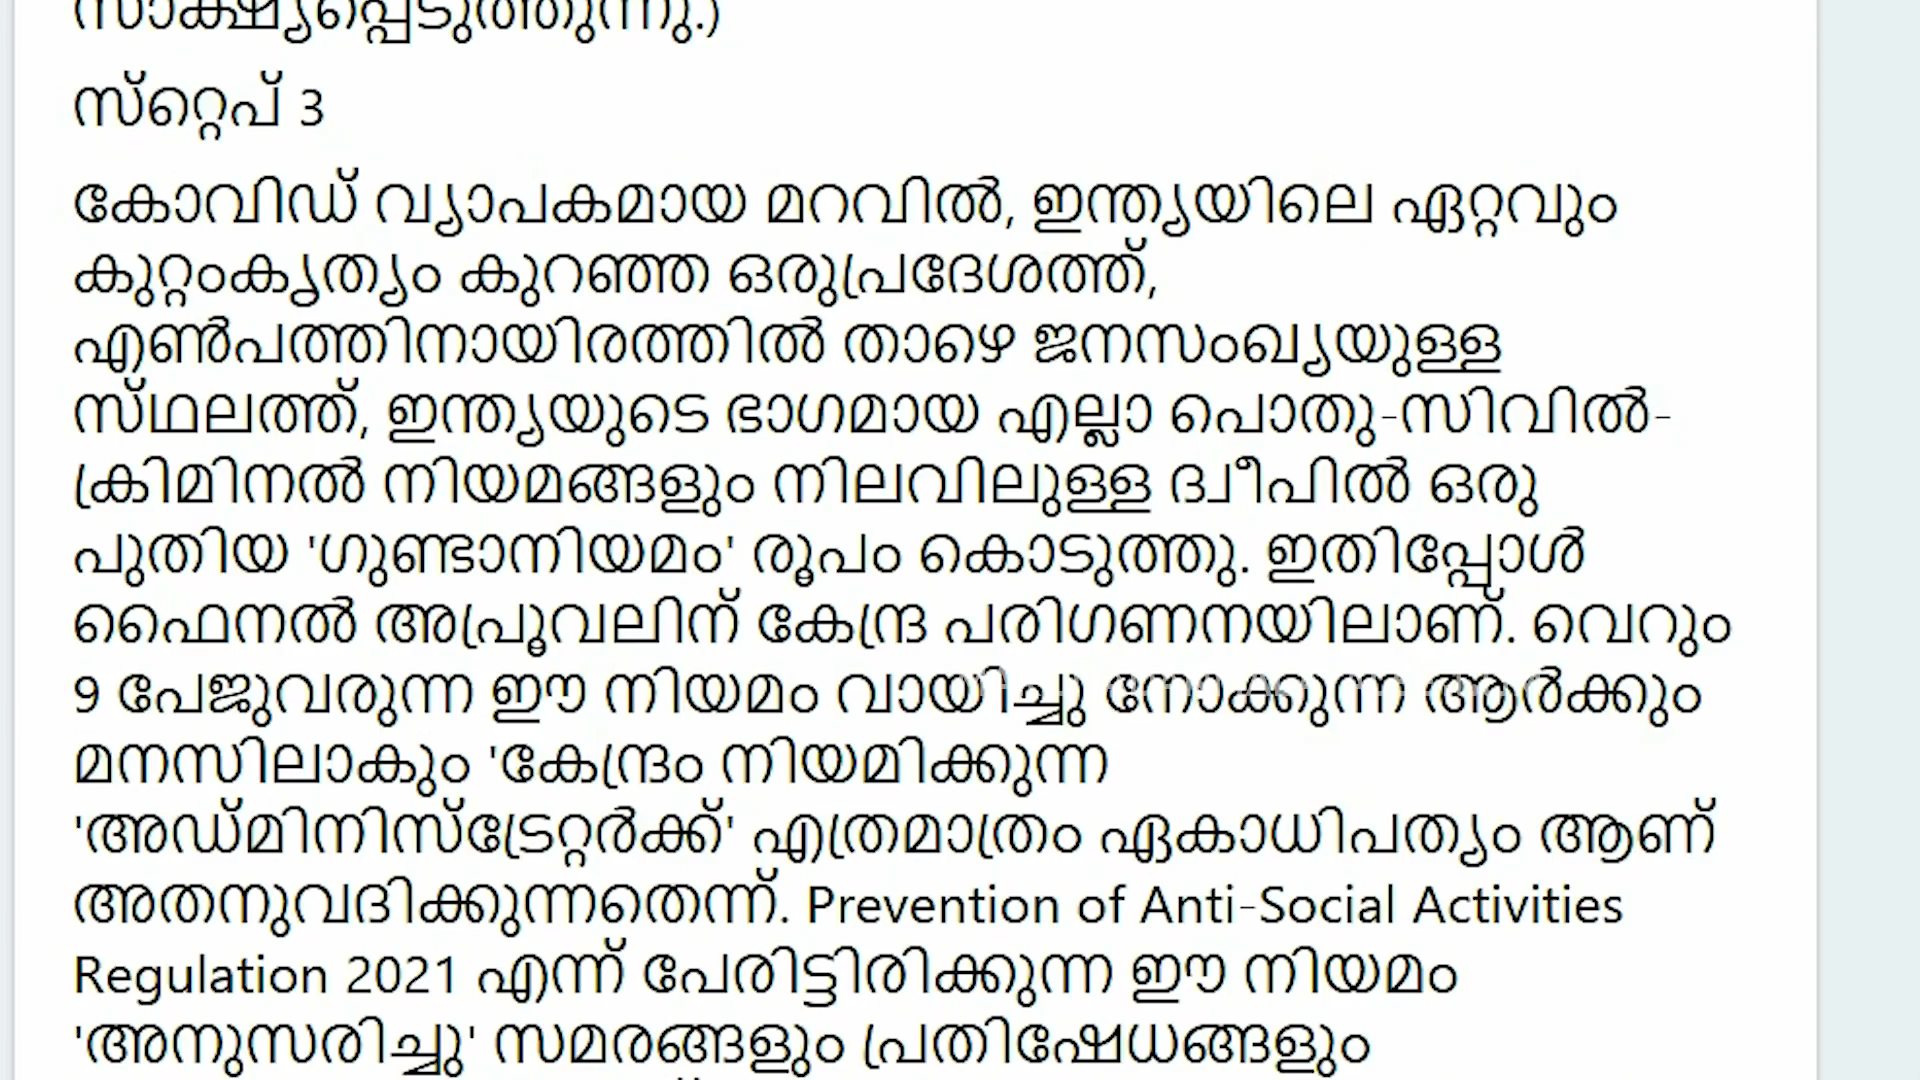 സാക്ഷ്യപ്പെടുത്തുന്നു.)
സ്റ്റെപ് 3
കോവിഡ് വ്യാപകമായ മറവിൽ, ഇന്ത്യയിലെ ഏറ്റവും
കുറ്റംകൃത്യം കുറഞ്ഞ ഒരുപ്രദേശത്ത്,
എൺപത്തിനായിരത്തിൽ താഴെ ജനസംഖ്യയുള്ള
സ്ഥലത്ത്, ഇന്ത്യയുടെ ഭാഗമായ എല്ലാ പൊതു-സിവിൽ-
ക്രിമിനൽ നിയമങ്ങളും നിലവിലുള്ള ദ്വീപിൽ ഒരു
പുതിയ 'ഗുണ്ടാനിയമം' രൂപം കൊടുത്തു. ഇതിപ്പോൾ
ഫൈനൽ അപ്രൂവലിന് കേന്ദ്ര പരിഗണനയിലാണ്. വെറും
9 പേജുവരുന്ന ഈ നിയമം വായിച്ചു നോക്കുന്ന ആർക്കും
മനസിലാകും 'കേന്ദ്രം നിയമിക്കുന്ന
'അഡ്മിനിസ്ട്രേറ്റർക്ക്' എത്രമാത്രം ഏകാധിപത്യം ആണ്
അതനുവദിക്കുന്നതെന്ന്. Prevention of Anti-Social Activities
Regulation 2021 എന്ന് പേരിട്ടിരിക്കുന്ന ഈ നിയമം
'അനുസരിച്ചു' സമരങ്ങളും പ്രതിഷേധങ്ങളും